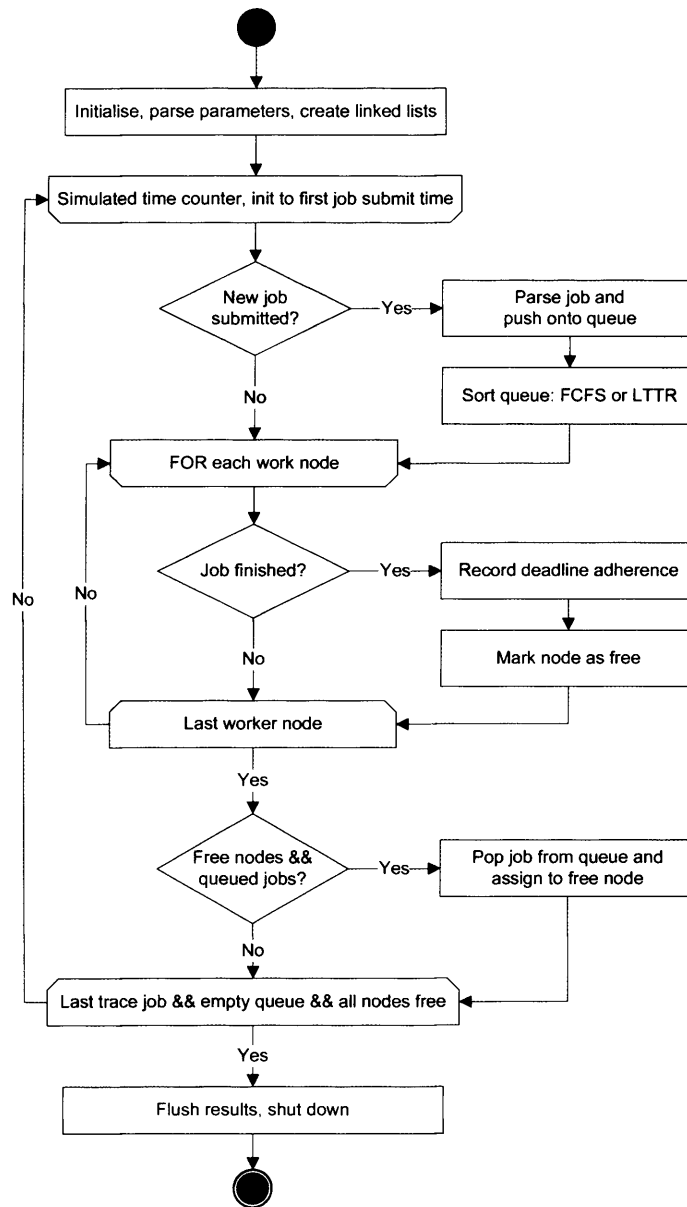 Initialise, parse parameters, create linked lists
Simulated time counter, init to first job submit time
New job
submitted?
Yes
Parse job and
push onto queue
Sort queue: FCFS or LTTR
No
FOR each work node
Job finished?
Yes
Record deadline adherence
No
No
Mark node as free
No
Last worker node
Yes
Free nodes &&
queued jobs?
Yes
Pop job from queue and
assign to free node
No
Last trace job && empty queue && all nodes free
Yes
Flush results, shut down